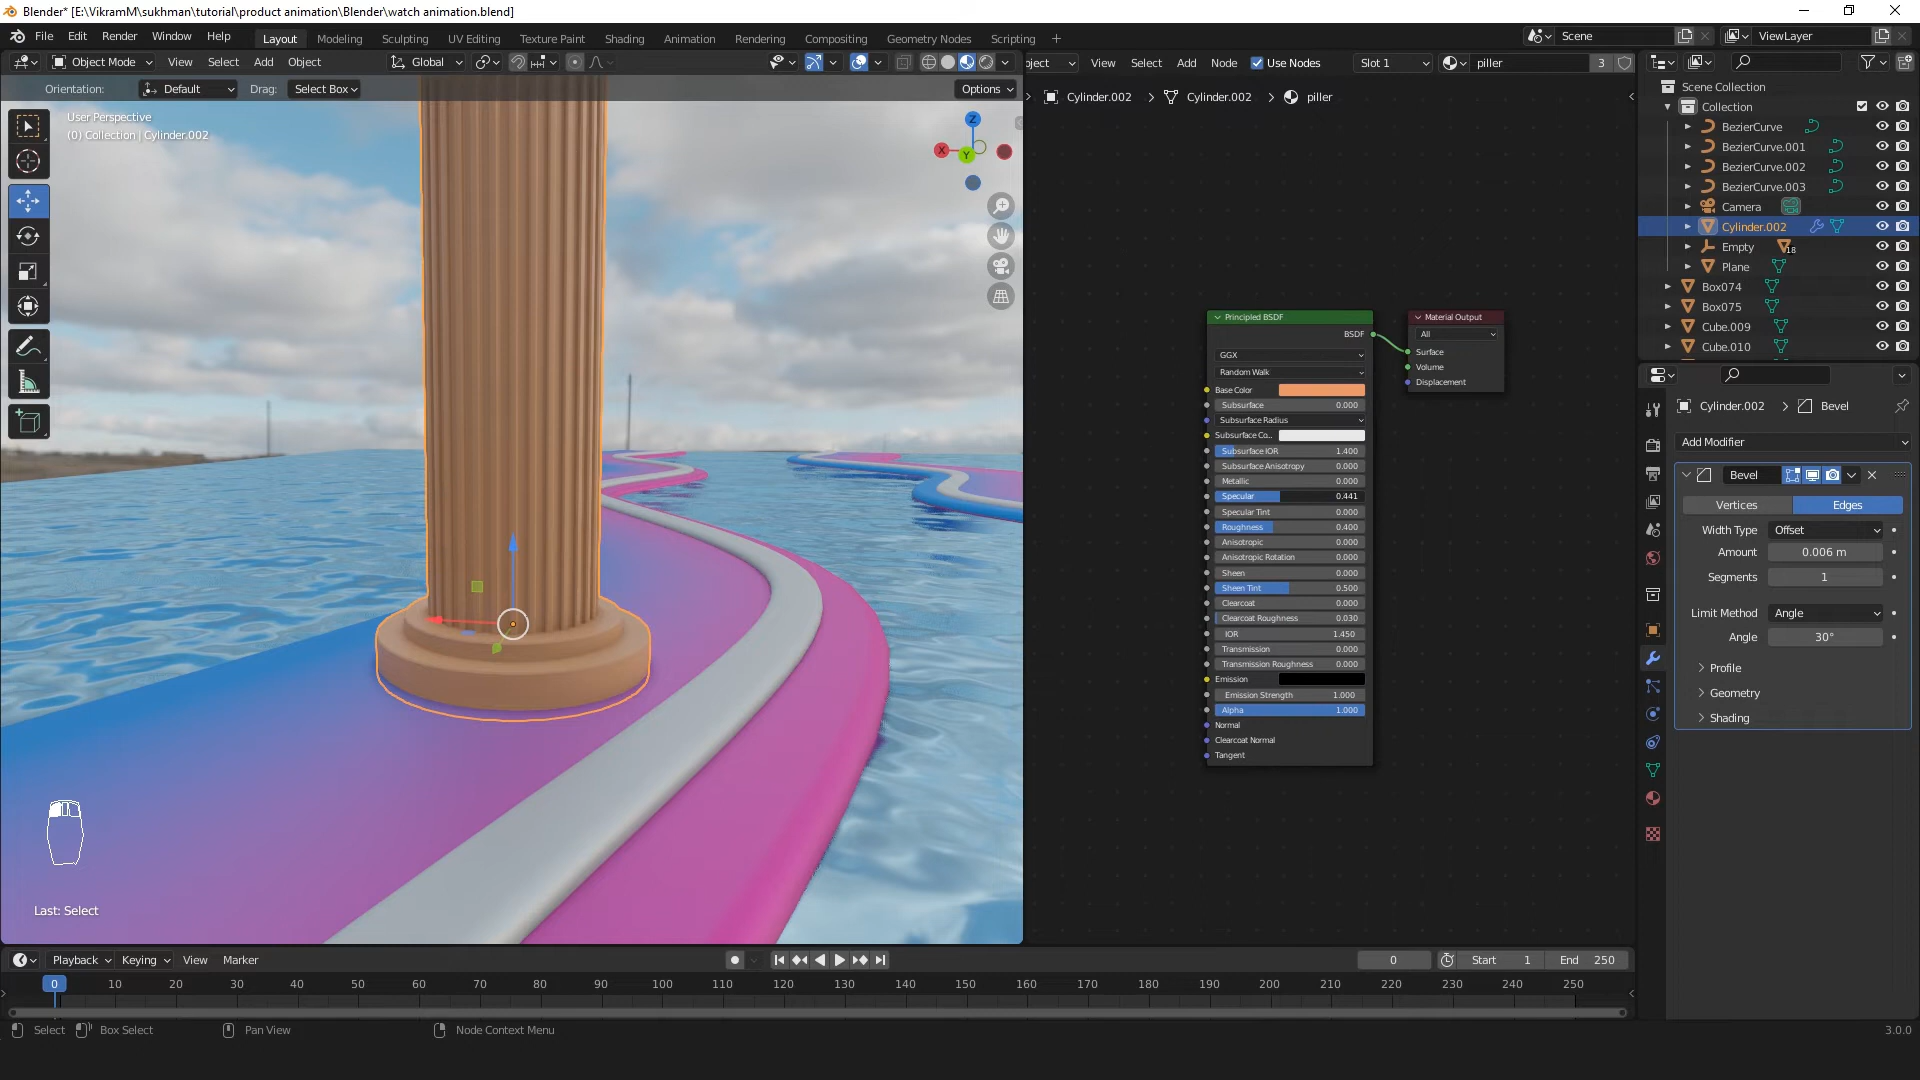 Blender* [E:\VikramM\sukhman\tutorial\product animation\Blender\watch animation.blend]
File Edit Render Window Help Layout Modeling Sculpting UV Editing Texture Paint Shading Animation Rendering Compositing Geometry Nodes Scripting + Scene ViewLayer
Object Mode View Select Add Object Global
Orientation: Default Drag: Select Box Options
User Perspective
(0) Collection | Cylinder.002
Z
X
Y
Last: Select
oject View Select Add Node Use Nodes Slot 1 piller 3
Cylinder.002 > Cylinder.002 > piller
Principled BSDF
BSDF
GGX
Random Walk
Base Color
Subsurface 0.000
Subsurface Radius
Subsurface Co...
Subsurface IOR 1.400
Subsurface Anisotropy 0.000
Metallic 0.000
Specular 0.441
Specular Tint 0.000
Roughness 0.400
Anisotropic 0.000
Anisotropic Rotation 0.000
Sheen 0.000
Sheen Tint 0.500
Clearcoat 0.000
Clearcoat Roughness 0.030
IOR 1.450
Transmission 0.000
Transmission Roughness 0.000
Emission
Emission Strength 1.000
Alpha 1.000
Normal
Clearcoat Normal
Tangent
Material Output
All
Surface
Volume
Displacement
Scene Collection
Collection
BezierCurve
BezierCurve.001
BezierCurve.002
BezierCurve.003
Camera
Cylinder.002
Empty 18
Plane
Box074
Box075
Cube.009
Cube.010
Cylinder.002 > Bevel
Add Modifier
Bevel
Vertices Edges
Width Type Offset
Amount 0.006 m
Segments 1
Limit Method Angle
Angle 30°
Profile
Geometry
Shading
Playback Keying View Marker 0 Start 1 End 250
0 10 20 30 40 50 60 70 80 90 100 110 120 130 140 150 160 170 180 190 200 210 220 230 240 250
Select Box Select Pan View Node Context Menu 3.0.0